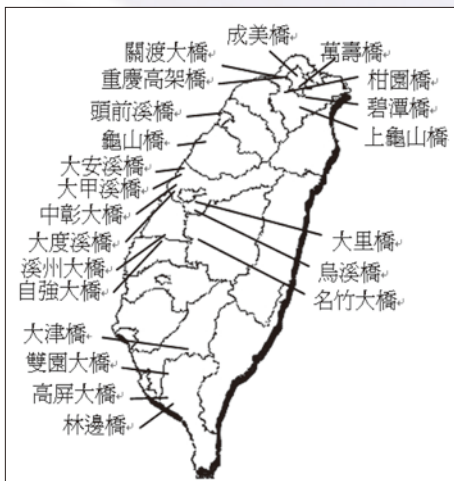 成美橋
關渡大橋
萬壽橋
重慶高架橋
柑園橋
碧潭橋
頭前溪橋
上龜山橋
龜山橋
大安溪橋
大甲溪橋
中彰大橋
大度溪橋
大里橋
溪州大橋
烏溪橋
自強大橋
名竹大橋
大津橋
雙園大橋
高屏大橋
林邊橋